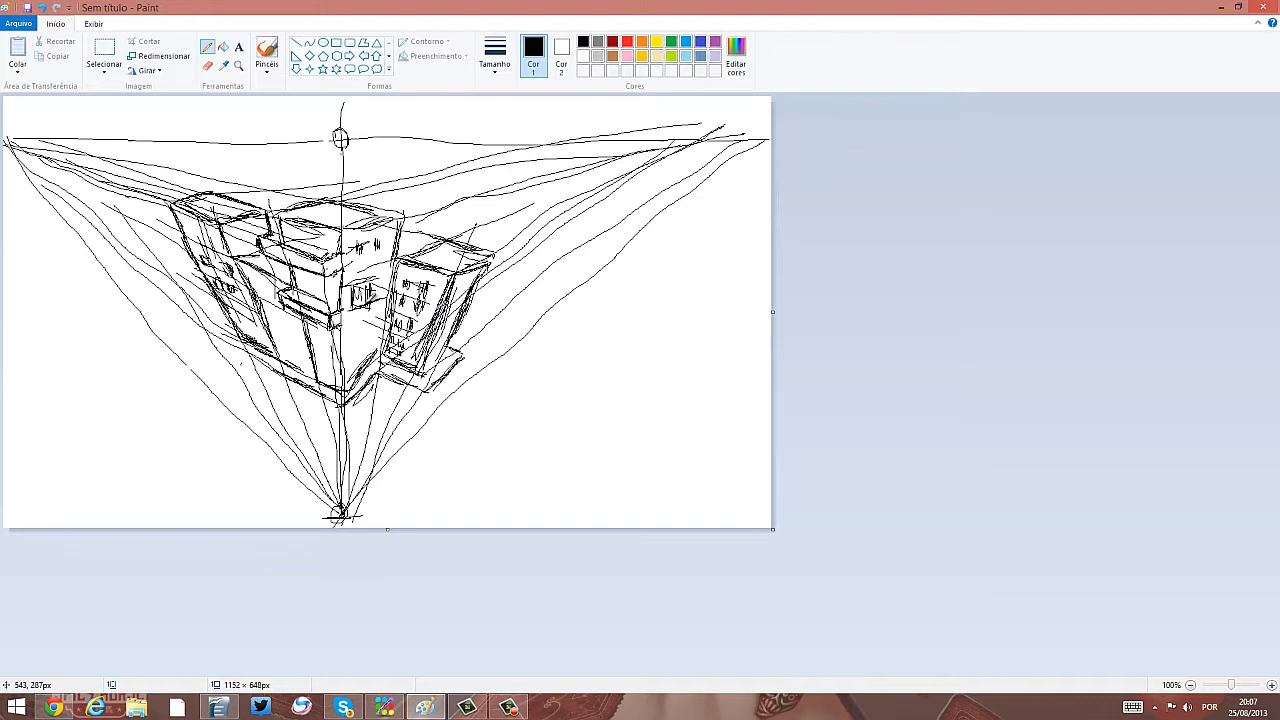 Sem título - Paint
Arquivo Início Exibir
Colar
Recortar
Copiar
Área de Transferência
Selecionar
Cortar
Redimensionar
Girar
Imagem
A
Ferramentas
Pincéis
Contorno
Preenchimento
Formas
Tamanho
Cor
1
Cor
2
Editar
cores
Cores
543, 287px
1152 × 648px
100%
POR
20:07
25/08/2013